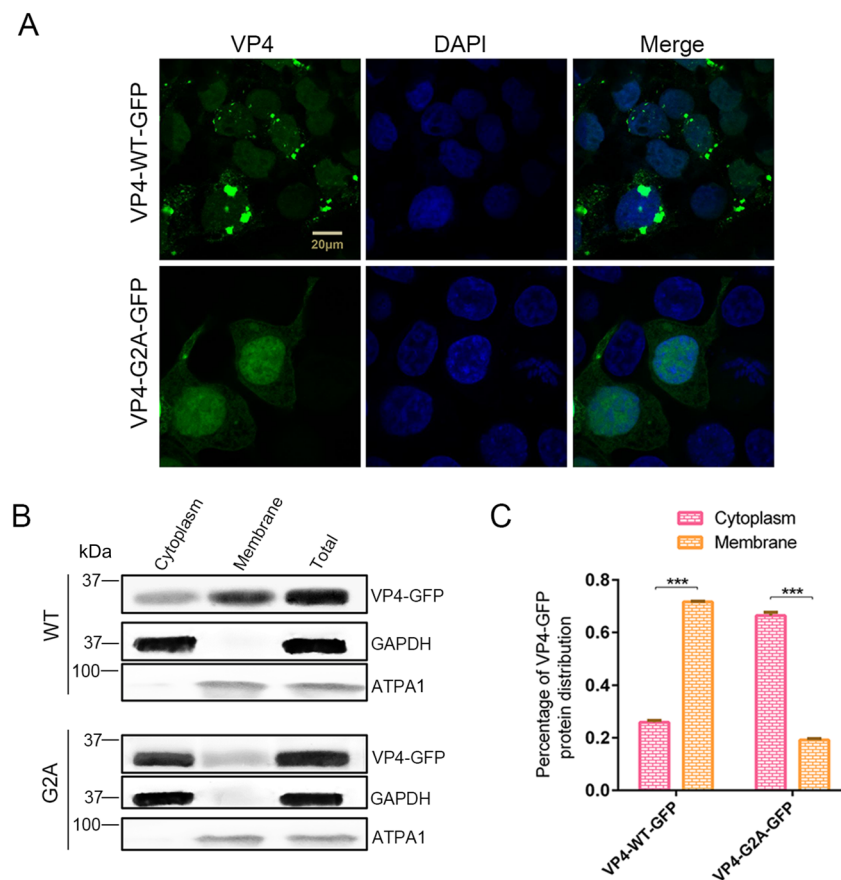 A
VP4
DAPI
Merge
VP4-WT-GFP
20μm
VP4-G2A-GFP
B
kDa
Cytoplasm
Membrane
Total
WT
37
VP4-GFP
37
GAPDH
100
ATPA1
G2A
37
VP4-GFP
37
GAPDH
100
ATPA1
C
Cytoplasm
Membrane
Percentage of VP4-GFP
protein distribution
0.8
0.6
0.4
0.2
0.0
***
***
VP4-WT-GFP
VP4-G2A-GFP